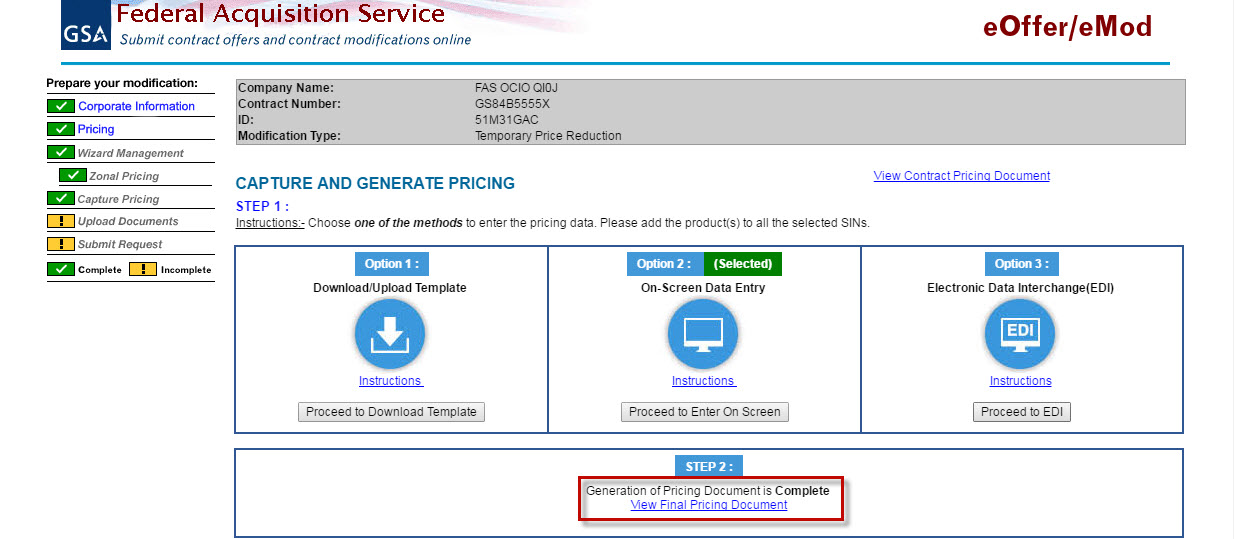 Federal Acquisition Service
GSA
Submit contract offers and contract modifications online
eOffer/eMod
Prepare your modification:
Corporate Information
Pricing
Wizard Management
Zonal Pricing
Capture Pricing
! Upload Documents
! Submit Request
Complete ! Incomplete
Company Name: FAS OCIO QI0J
Contract Number: GS84B5555X
ID: 51M31GAC
Modification Type: Temporary Price Reduction
CAPTURE AND GENERATE PRICING
View Contract Pricing Document
STEP 1 :
Instructions:- Choose one of the methods to enter the pricing data. Please add the product(s) to all the selected SINs.
Option 1 :
Download/Upload Template
Instructions
Proceed to Download Template
Option 2 : (Selected)
On-Screen Data Entry
Instructions
Proceed to Enter On Screen
Option 3 :
Electronic Data Interchange(EDI)
EDI
Instructions
Proceed to EDI
STEP 2 :
Generation of Pricing Document is Complete
View Final Pricing Document